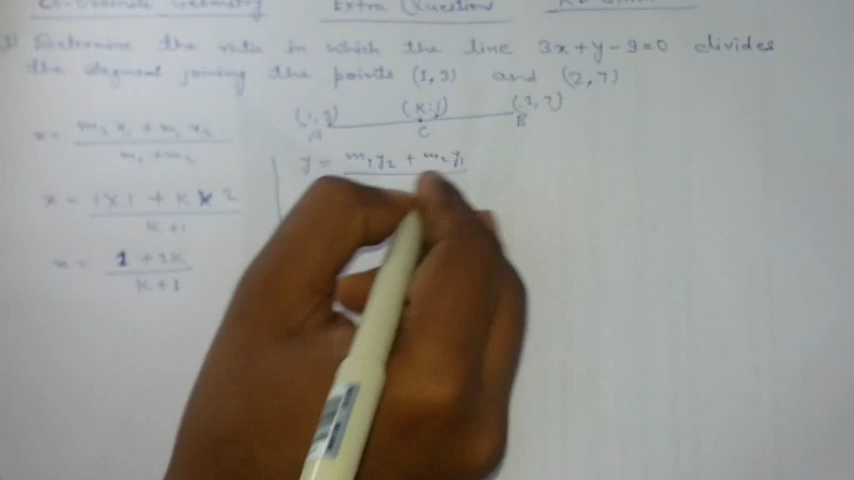 Co-Ordinate Geometry Extra Question
1) Determine the ratio in which the line 3x+y-9=0 divides
the segment joining the points (1,3) and (2,7)
(1,3) (K:1) (2,7)
A C B
x = m₂x₁ + m₁x₂ / m₁+m₂
y = m₁y₂ + m₂y₁
x = 1×1 + K×2 / K+1
x = 1+2K / K+1